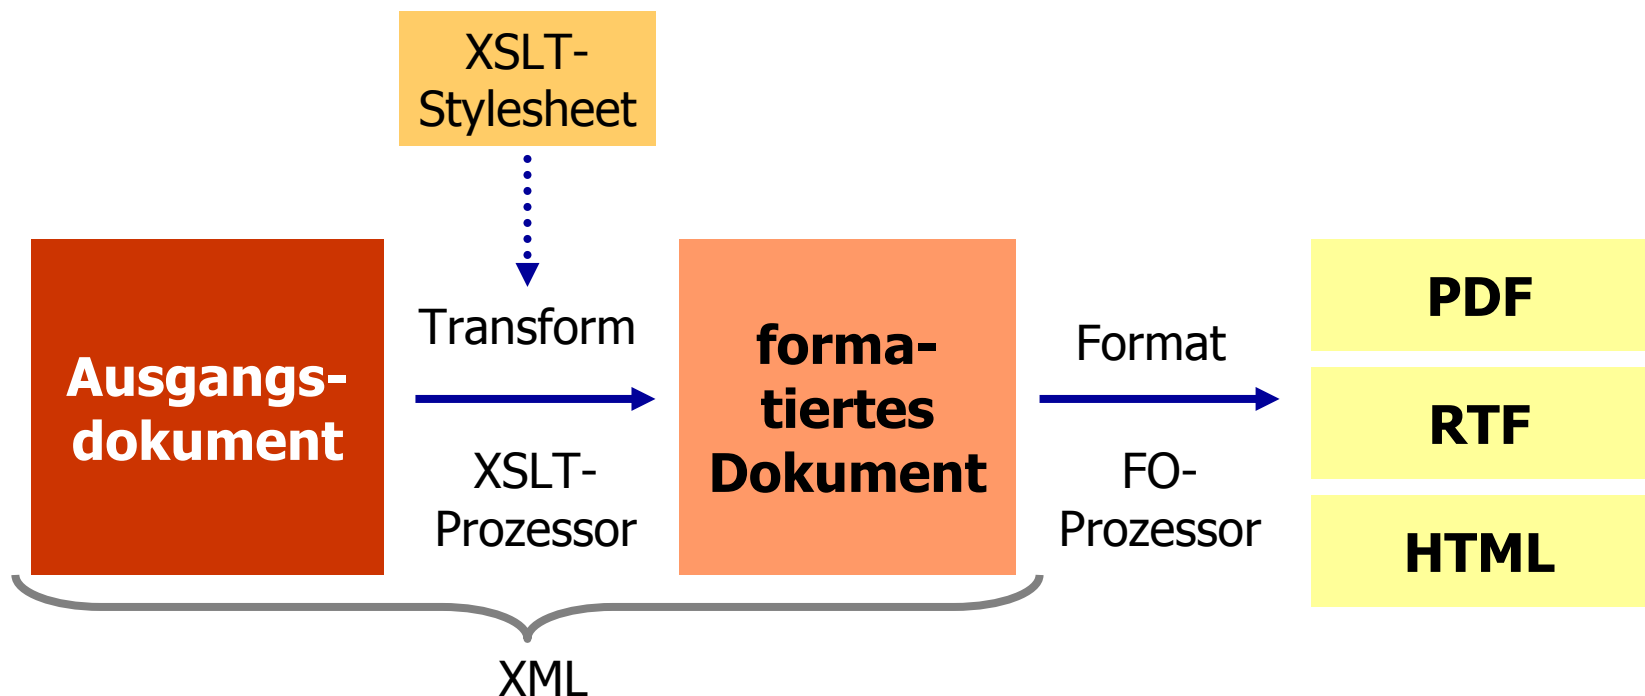 XSLT-
Stylesheet
Ausgangs-
dokument
Transform
XSLT-
Prozessor
forma-
tiertes
Dokument
Format
FO-
Prozessor
PDF
RTF
HTML
XML